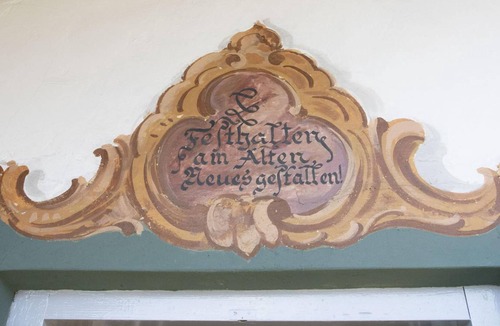 Festhalten
am Alten,
Neues gestalten!